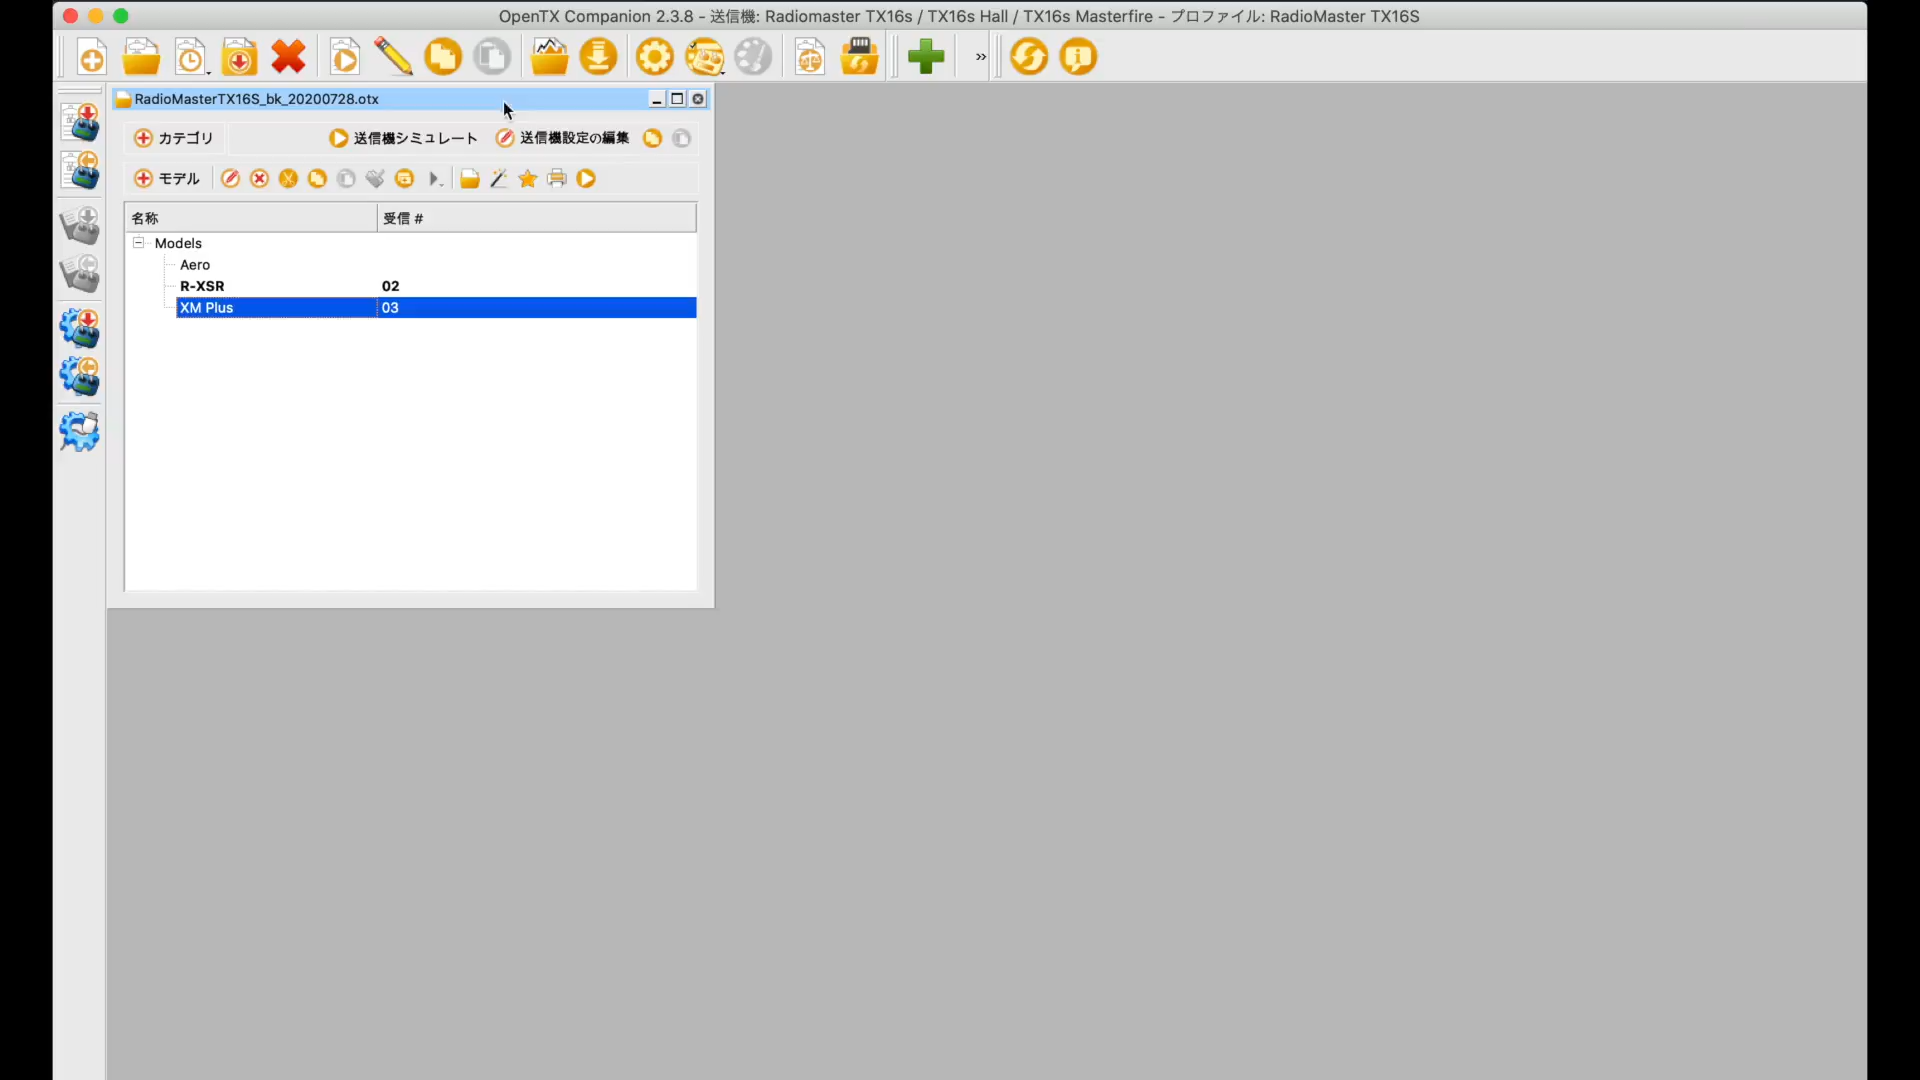 OpenTX Companion 2.3.8 - 送信機: Radiomaster TX16s / TX16s Hall / TX16s Masterfire - プロファイル: RadioMaster TX16S
»
RadioMasterTX16S_bk_20200728.otx
カテゴリ 送信機シミュレート 送信機設定の編集
モデル
名称 受信 #
Models
Aero
R-XSR 02
XM Plus 03